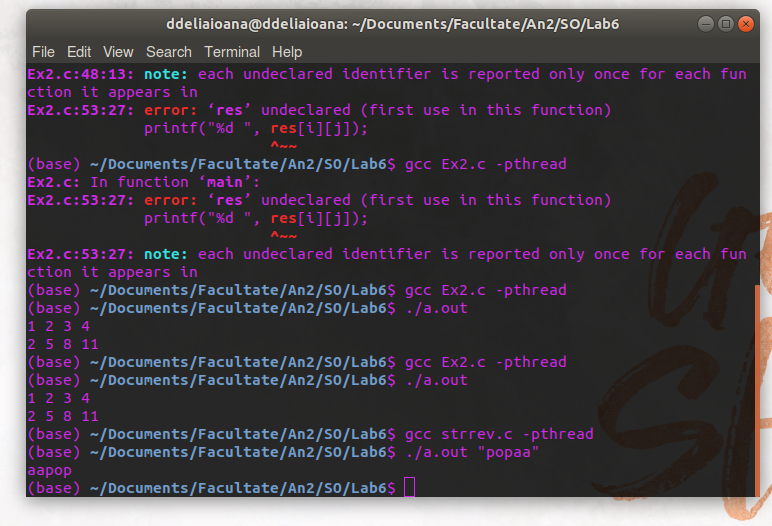 ddeliaioana@ddeliaioana: ~/Documents/Facultate/An2/SO/Lab6
File Edit View Search Terminal Help
Ex2.c:48:13: note: each undeclared identifier is reported only once for each fun
ction it appears in
Ex2.c:53:27: error: ‘res’ undeclared (first use in this function)
printf("%d ", res[i][j]);
^~~
(base) ~/Documents/Facultate/An2/SO/Lab6$ gcc Ex2.c -pthread
Ex2.c: In function ‘main’:
Ex2.c:53:27: error: ‘res’ undeclared (first use in this function)
printf("%d ", res[i][j]);
^~~
Ex2.c:53:27: note: each undeclared identifier is reported only once for each fun
ction it appears in
(base) ~/Documents/Facultate/An2/SO/Lab6$ gcc Ex2.c -pthread
(base) ~/Documents/Facultate/An2/SO/Lab6$ ./a.out
1 2 3 4
2 5 8 11
(base) ~/Documents/Facultate/An2/SO/Lab6$ gcc Ex2.c -pthread
(base) ~/Documents/Facultate/An2/SO/Lab6$ ./a.out
1 2 3 4
2 5 8 11
(base) ~/Documents/Facultate/An2/SO/Lab6$ gcc strrev.c -pthread
(base) ~/Documents/Facultate/An2/SO/Lab6$ ./a.out "popaa"
aapop
(base) ~/Documents/Facultate/An2/SO/Lab6$